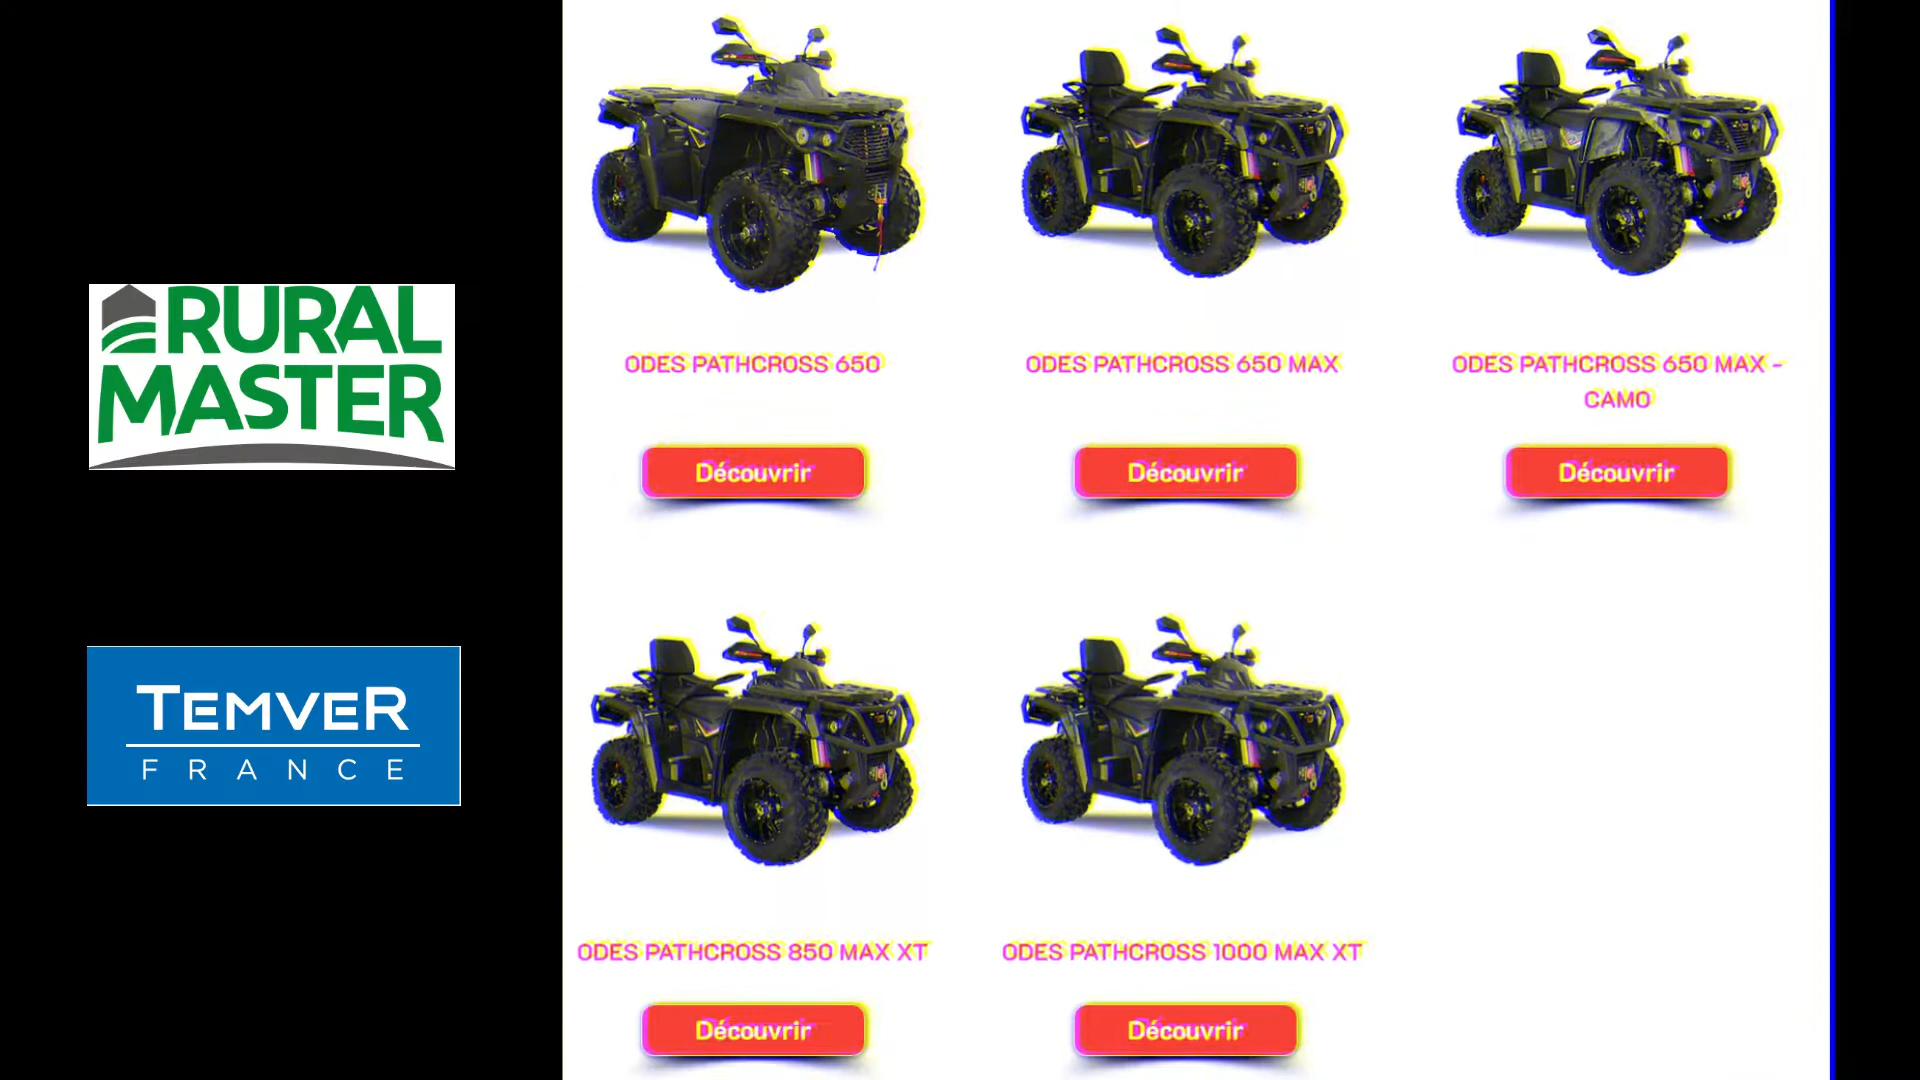 RURAL
MASTER
TEMVER
FRANCE
ODES PATHCROSS 650
ODES PATHCROSS 650 MAX
ODES PATHCROSS 650 MAX -
CAMO
Découvrir
Découvrir
Découvrir
ODES PATHCROSS 850 MAX XT
ODES PATHCROSS 1000 MAX XT
Découvrir
Découvrir